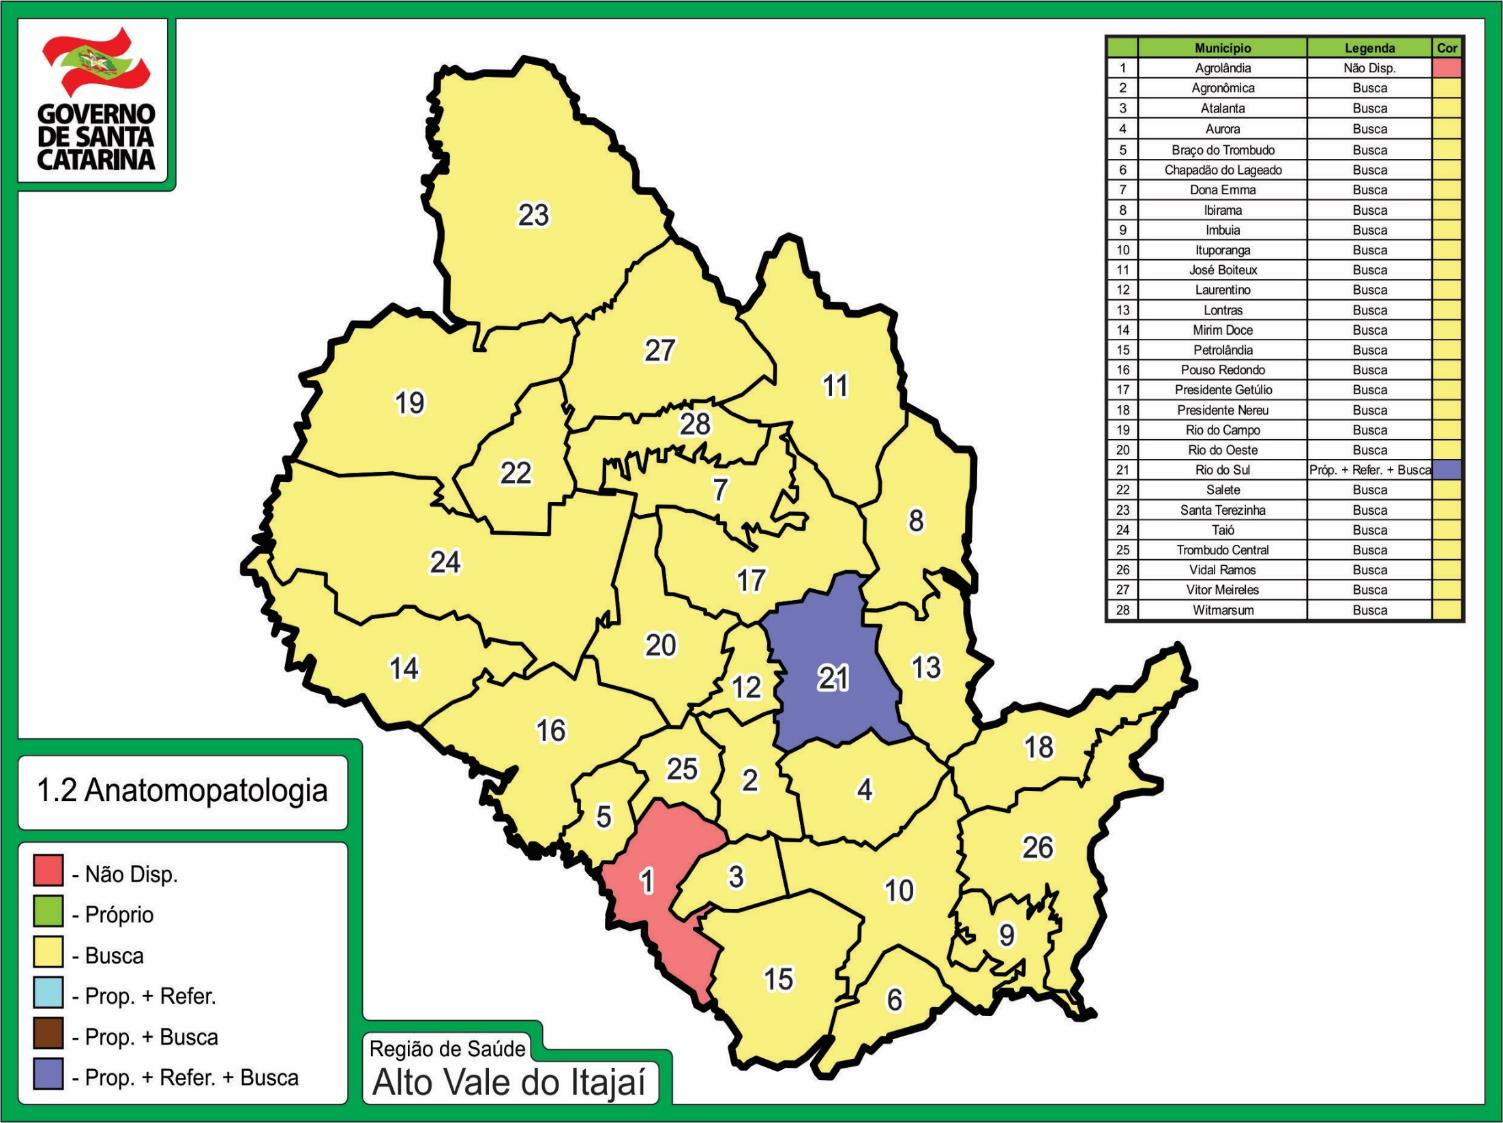 GOVERNO
DE SANTA
CATARINA
Município Legenda Cor
1 Agrolândia Não Disp.
2 Agronômica Busca
3 Atalanta Busca
4 Aurora Busca
5 Braço do Trombudo Busca
6 Chapadão do Lageado Busca
7 Dona Emma Busca
8 Ibirama Busca
9 Imbuia Busca
10 Ituporanga Busca
11 José Boiteux Busca
12 Laurentino Busca
13 Lontras Busca
14 Mirim Doce Busca
15 Petrolândia Busca
16 Pouso Redondo Busca
17 Presidente Getúlio Busca
18 Presidente Nereu Busca
19 Rio do Campo Busca
20 Rio do Oeste Busca
21 Rio do Sul Próp. + Refer. + Busca
22 Salete Busca
23 Santa Terezinha Busca
24 Taió Busca
25 Trombudo Central Busca
26 Vidal Ramos Busca
27 Vitor Meireles Busca
28 Witmarsum Busca
23
27
11
19
28
22
7
8
24
17
20
14
12
21
13
16
18
25
2
4
5
26
3
1
10
9
15
6
1.2 Anatomopatologia
- Não Disp.
- Próprio
- Busca
- Prop. + Refer.
- Prop. + Busca
- Prop. + Refer. + Busca
Região de Saúde
Alto Vale do Itajaí